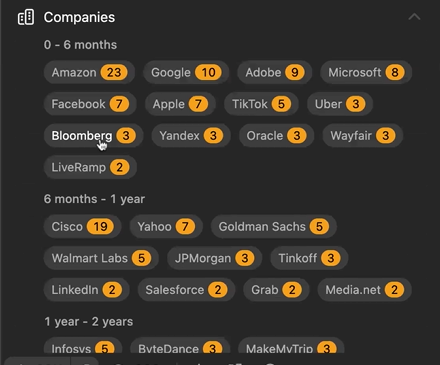 Companies
0 - 6 months
Amazon 23 Google 10 Adobe 9 Microsoft 8
Facebook 7 Apple 7 TikTok 5 Uber 3
Bloomberg 3 Yandex 3 Oracle 3 Wayfair 3
LiveRamp 2
6 months - 1 year
Cisco 19 Yahoo 7 Goldman Sachs 5
Walmart Labs 5 JPMorgan 3 Tinkoff 3
LinkedIn 2 Salesforce 2 Grab 2 Media.net 2
1 year - 2 years
Infosys 5 ByteDance 3 MakeMyTrip 3